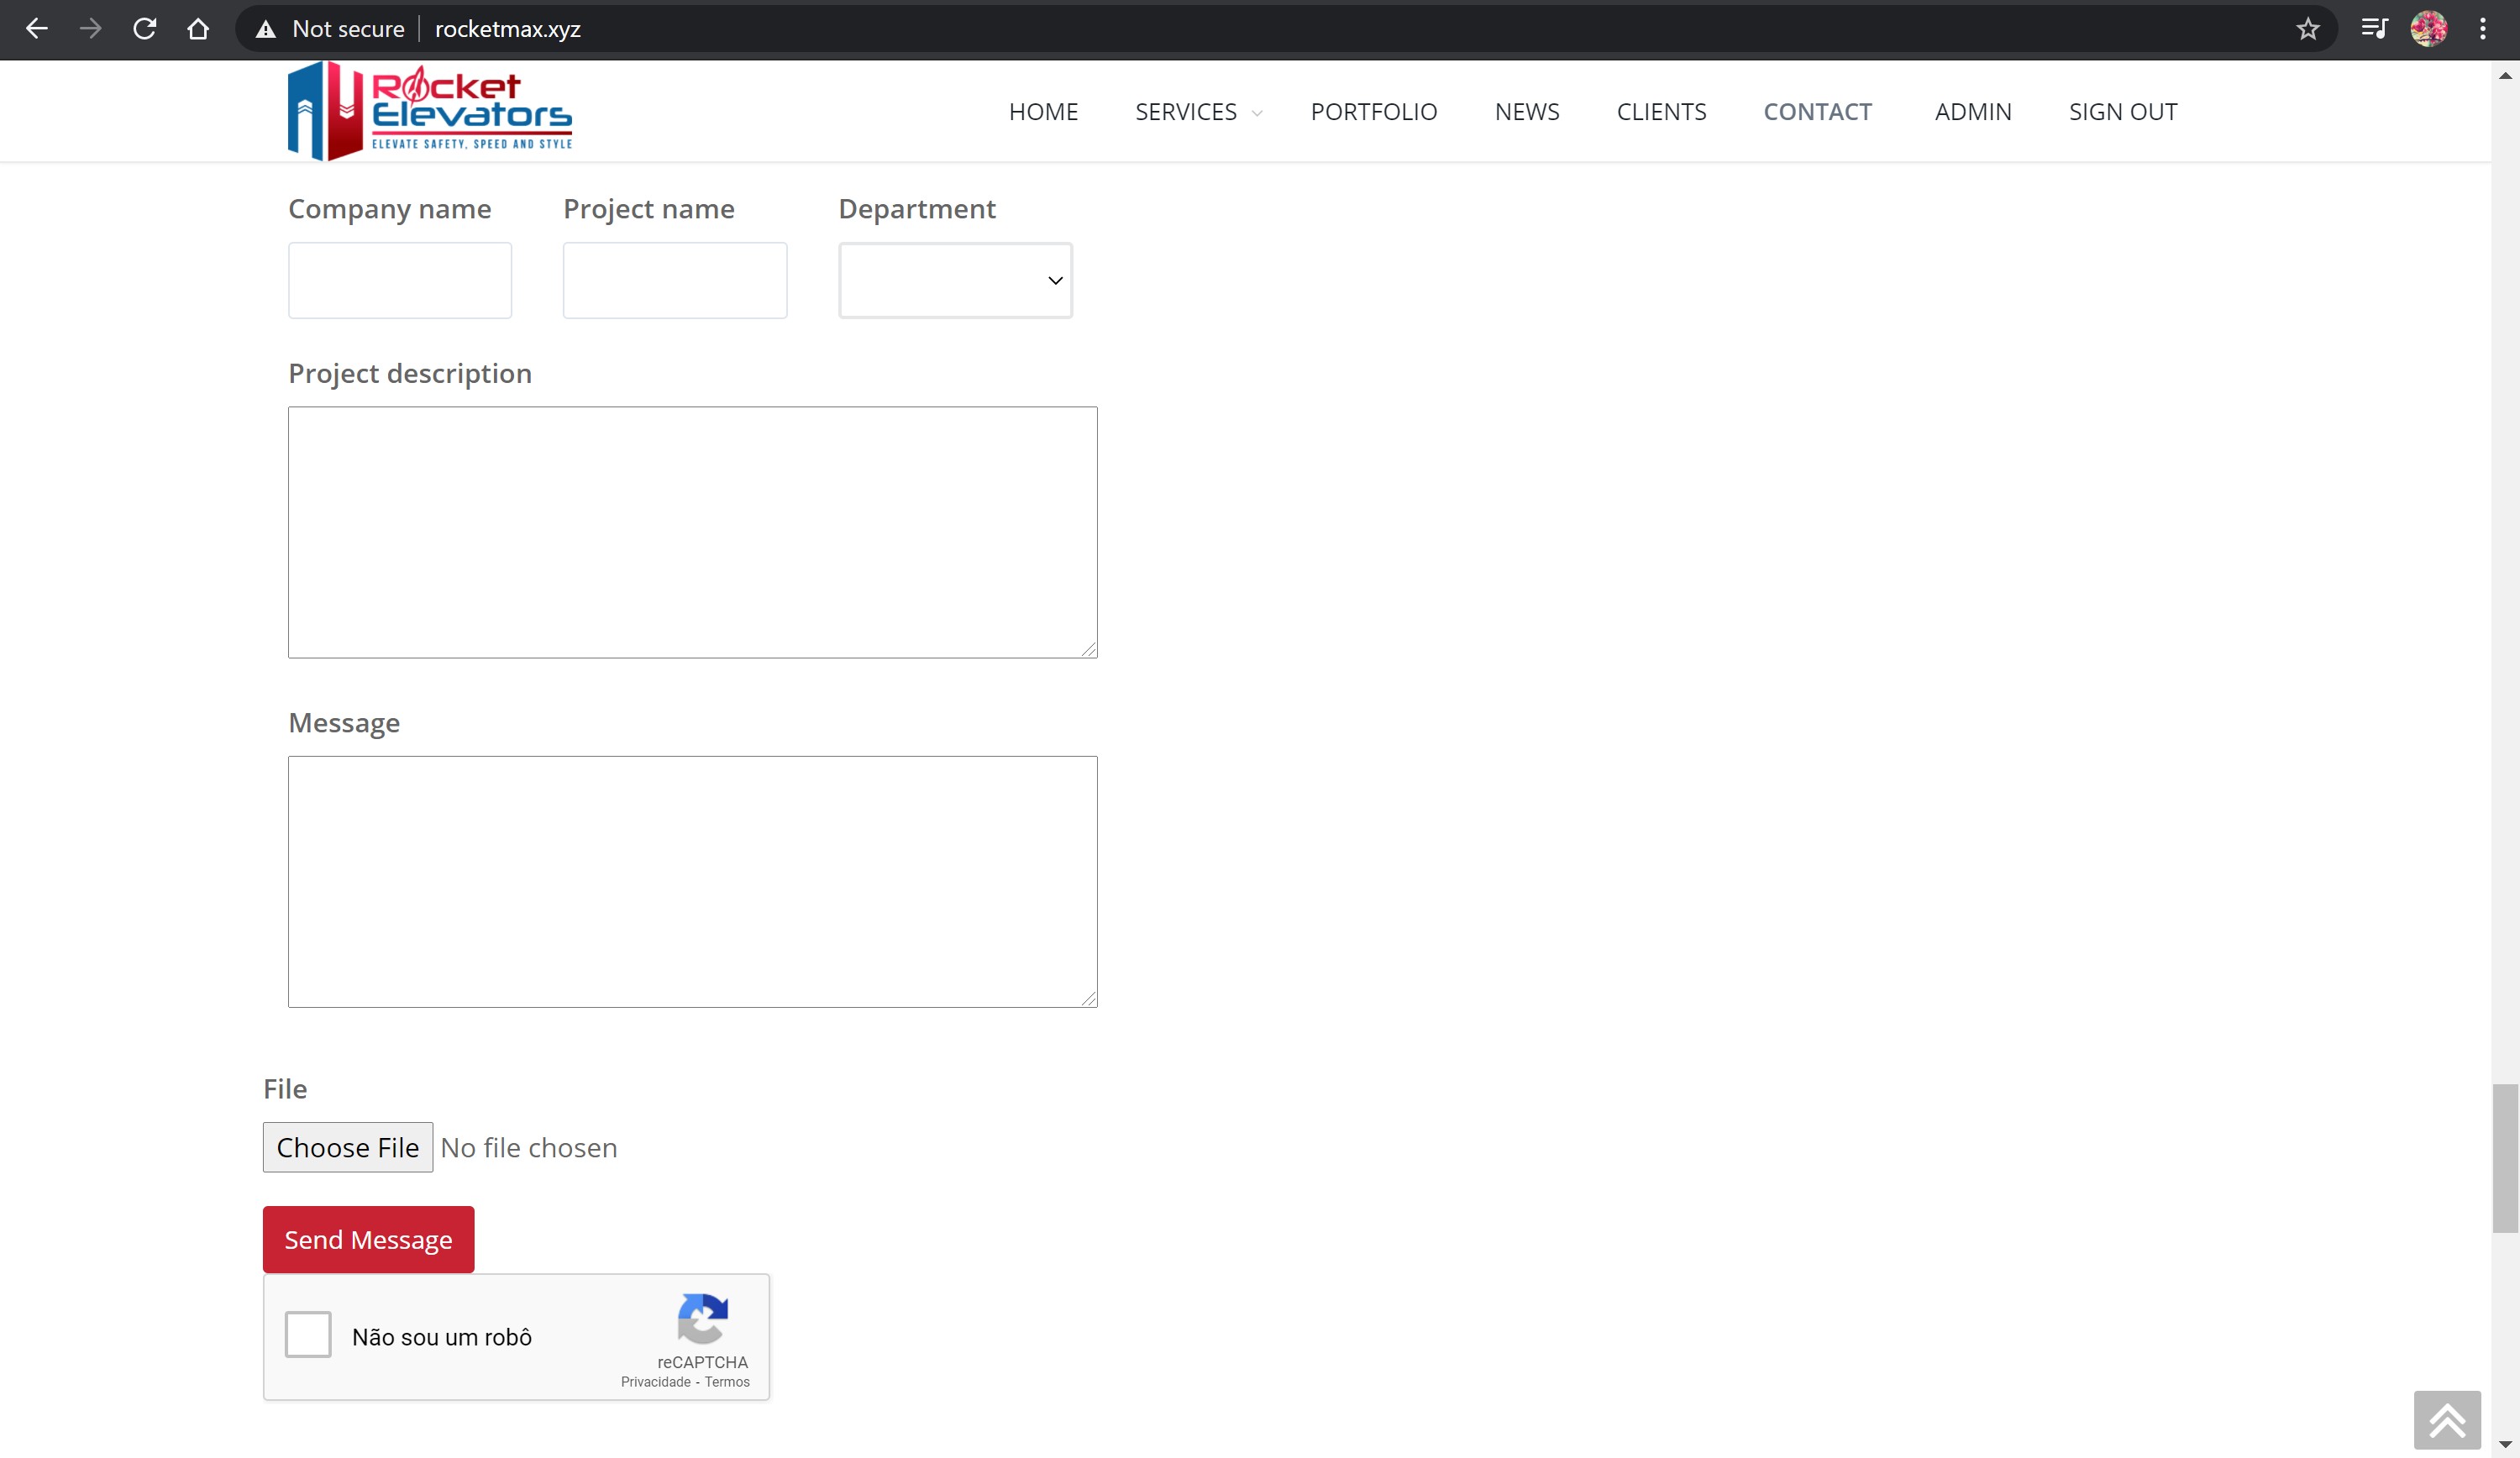 Not secure rocketmax.xyz
Rocket
Elevators
ELEVATE SAFETY, SPEED AND STYLE
HOME SERVICES PORTFOLIO NEWS CLIENTS CONTACT ADMIN SIGN OUT
Company name Project name Department
Project description
Message
File
Choose File No file chosen
Send Message
Não sou um robô
reCAPTCHA
Privacidade - Termos